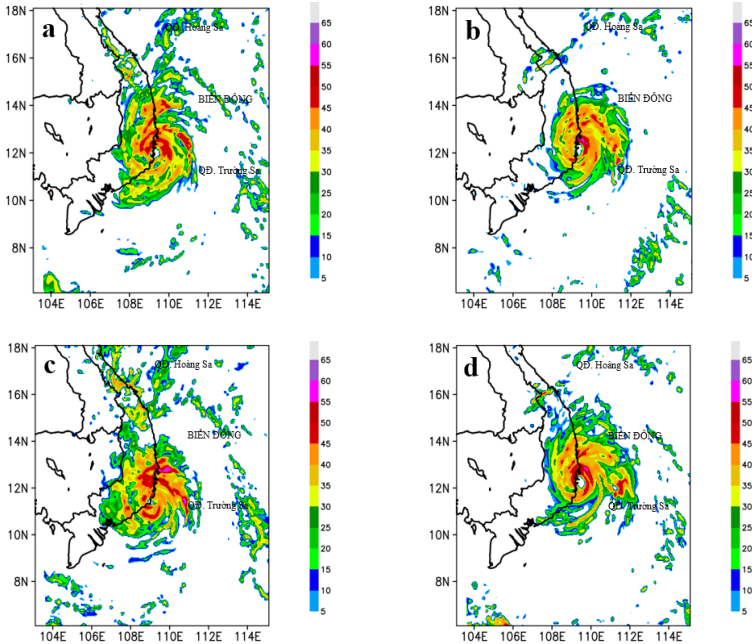 a
QĐ. Hoàng Sa
BIỂN ĐÔNG
QĐ. Trường Sa
18N
16N
14N
12N
10N
8N
104E 106E 108E 110E 112E 114E
65
60
55
50
45
40
35
30
25
20
15
10
5
b
QĐ. Hoàng Sa
BIỂN ĐÔNG
QĐ. Trường Sa
18N
16N
14N
12N
10N
8N
104E 106E 108E 110E 112E 114E
65
60
55
50
45
40
35
30
25
20
15
10
5
c
QĐ. Hoàng Sa
BIỂN ĐÔNG
QĐ. Trường Sa
18N
16N
14N
12N
10N
8N
104E 106E 108E 110E 112E 114E
65
60
55
50
45
40
35
30
25
20
15
10
5
d
QĐ. Hoàng Sa
BIỂN ĐÔNG
QĐ. Trường Sa
18N
16N
14N
12N
10N
8N
104E 106E 108E 110E 112E 114E
65
60
55
50
45
40
35
30
25
20
15
10
5